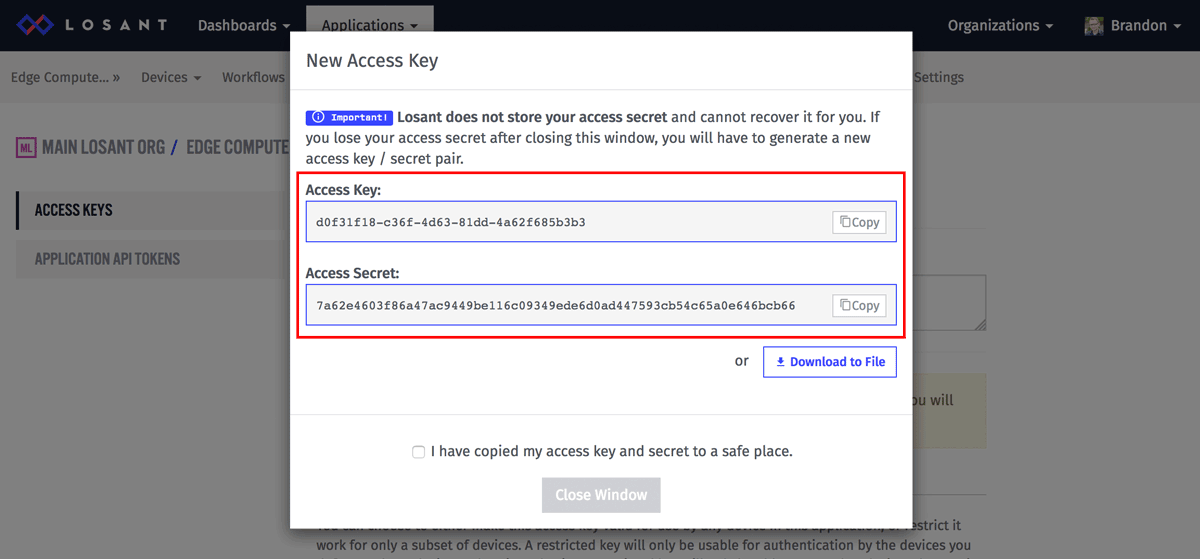 LOSANT Dashboards Applications Organizations Brandon
Edge Compute... » Devices Workflows Settings
New Access Key
Important! Losant does not store your access secret and cannot recover it for you. If
you lose your access secret after closing this window, you will have to generate a new
access key / secret pair.
ML MAIN LOSANT ORG / EDGE COMPUTE
ACCESS KEYS
APPLICATION API TOKENS
Access Key:
d0f31f18-c36f-4d63-81dd-4a62f685b3b3 Copy
Access Secret:
7a62e4603f86a47ac9449be116c09349ede6d0ad447593cb54c65a0e646bcb66 Copy
or Download to File
you will
I have copied my access key and secret to a safe place.
Close Window
restrict it
work for only a subset of devices. A restricted key will only be usable for authentication by the devices you